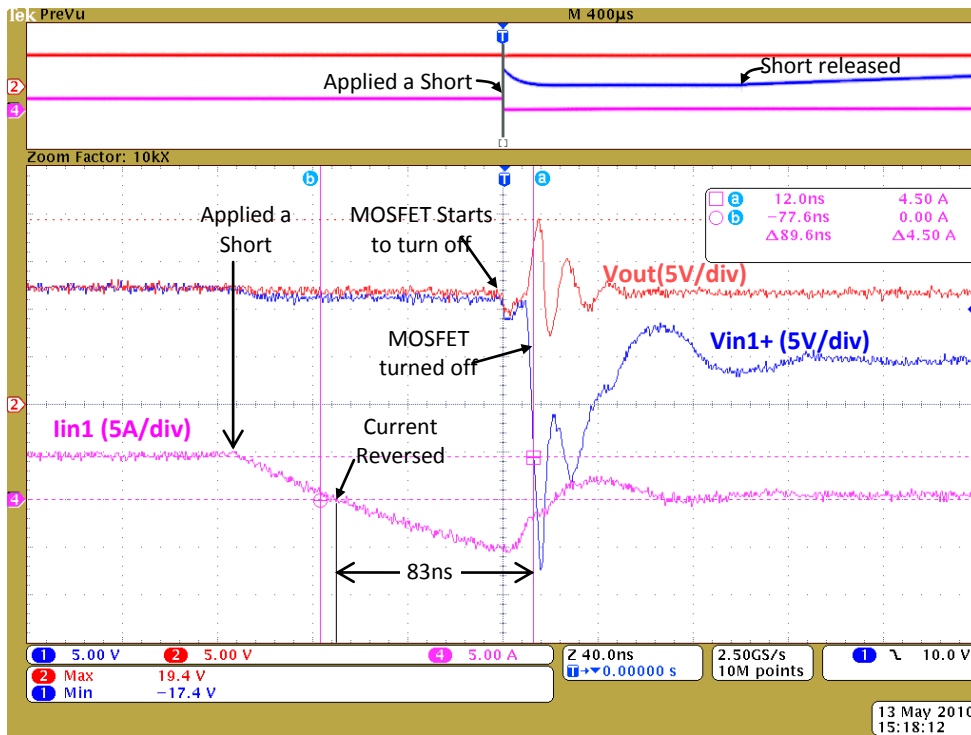 Tek PreVu M 400µs
T
Applied a Short
Short released
2
4
Zoom Factor: 10kX
b T a
a 12.0ns 4.50 A
b −77.6ns 0.00 A
Δ89.6ns Δ4.50 A
Applied a
Short
MOSFET Starts
to turn off
Vout(5V/div)
MOSFET
turned off
Vin1+ (5V/div)
2
Iin1 (5A/div)
Current
Reversed
4
83ns
1 5.00 V 2 5.00 V 4 5.00 A
Z 40.0ns
T→▼0.00000 s
2.50GS/s
10M points
1 10.0 V
2 Max 19.4 V
1 Min −17.4 V
13 May 2010
15:18:12